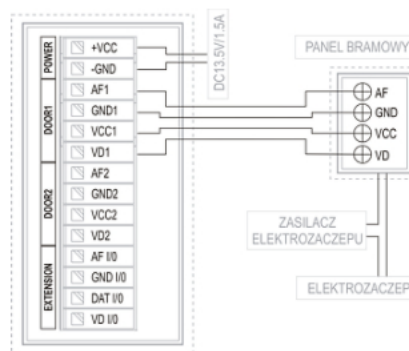 POWER
+VCC
-GND
DOOR1
AF1
GND1
VCC1
VD1
DOOR2
AF2
GND2
VCC2
VD2
EXTENSION
AF I/0
GND I/0
DAT I/0
VD I/0
DC13.5V/1.5A
PANEL BRAMOWY
AF
GND
VCC
VD
ZASILACZ
ELEKTROZACZEPU
ELEKTROZACZEP